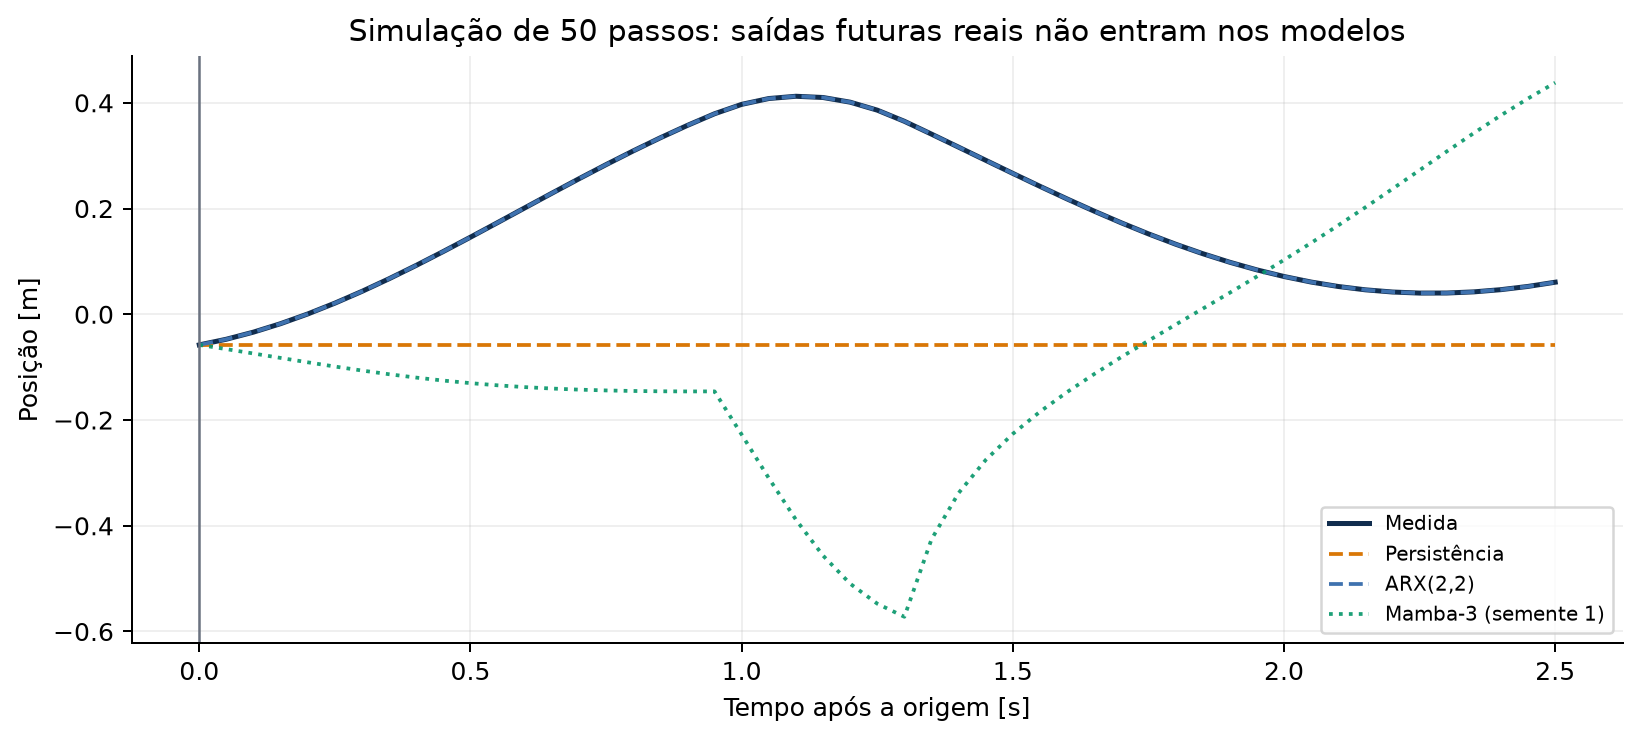 Simulação de 50 passos: saídas futuras reais não entram nos modelos
Posição [m]
0.4
0.2
0.0
−0.2
−0.4
−0.6
Medida
Persistência
ARX(2,2)
Mamba-3 (semente 1)
0.0 0.5 1.0 1.5 2.0 2.5
Tempo após a origem [s]